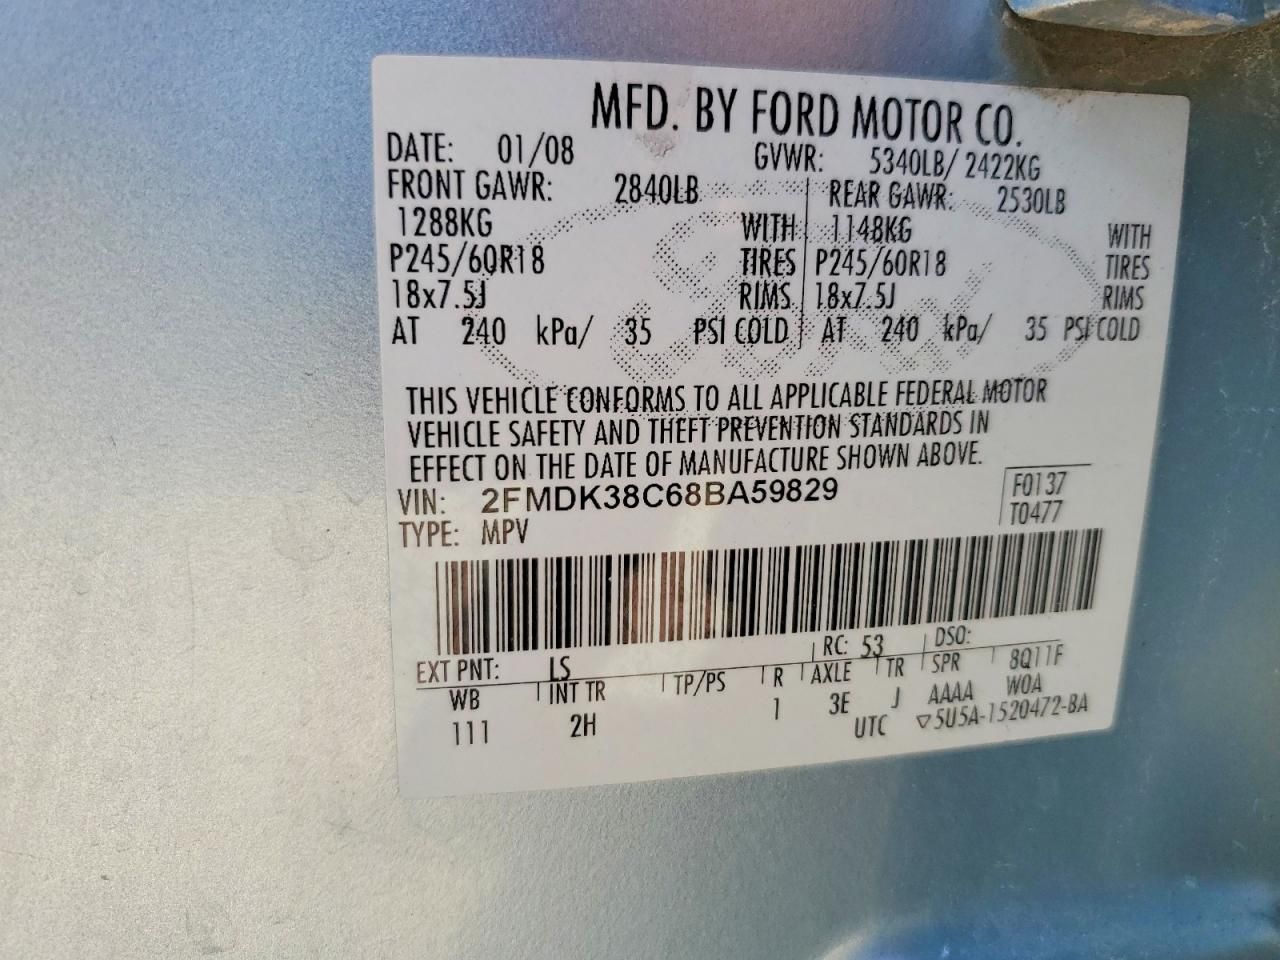 MFD. BY FORD MOTOR CO.
DATE: 01/08 GVWR: 5340LB/ 2422KG
FRONT GAWR: 2840LB REAR GAWR: 2530LB
1288KG WITH 1148KG WITH
P245/60R18 TIRES P245/60R18 TIRES
18x7.5J RIMS 18x7.5J RIMS
AT 240 kPa/ 35 PSI COLD AT 240 kPa/ 35 PSI COLD
THIS VEHICLE CONFORMS TO ALL APPLICABLE FEDERAL MOTOR
VEHICLE SAFETY AND THEFT PREVENTION STANDARDS IN
EFFECT ON THE DATE OF MANUFACTURE SHOWN ABOVE.
VIN: 2FMDK38C68BA59829 F0137
TYPE: MPV T0477
EXT PNT: LS RC: 53 DSO:
WB INT TR TP/PS R AXLE TR SPR 8Q11F
111 2H 1 3E J AAAA W0A
UTC ▽5U5A-1520472-BA